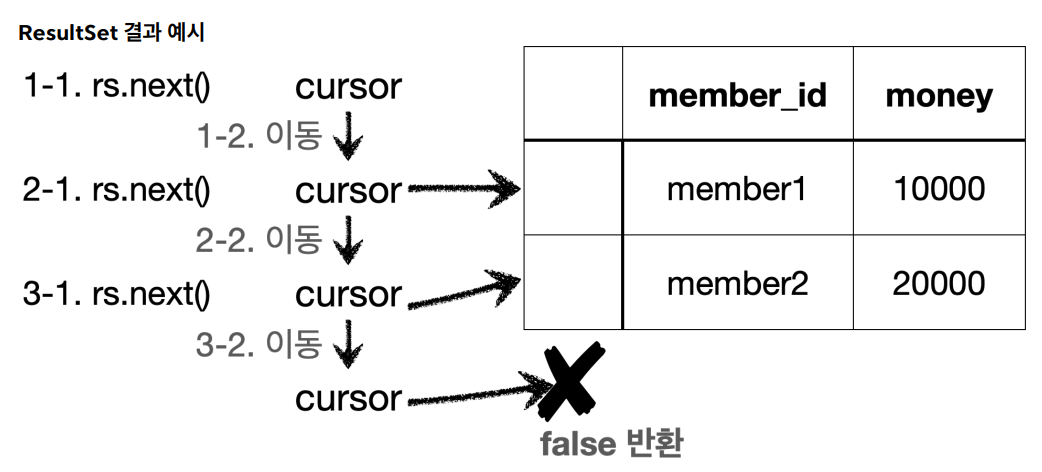 ResultSet 결과 예시
1-1. rs.next() cursor
1-2. 이동
2-1. rs.next() cursor
2-2. 이동
3-1. rs.next() cursor
3-2. 이동
cursor
false 반환
member_id money
member1 10000
member2 20000